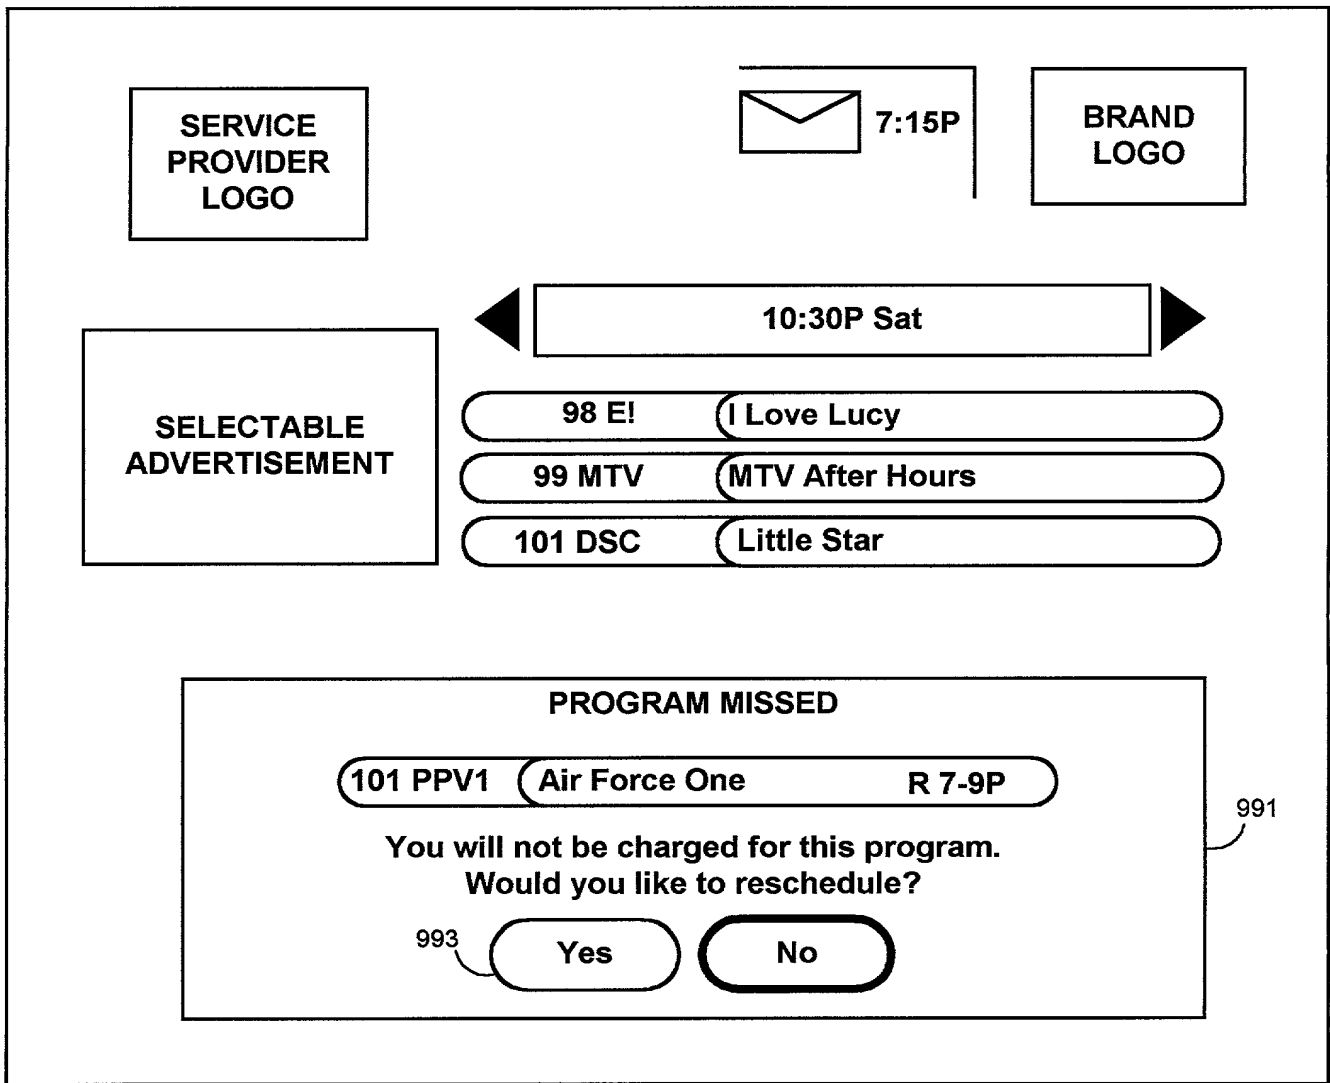 SERVICE
PROVIDER
LOGO
7:15P
BRAND
LOGO
10:30P Sat
SELECTABLE
ADVERTISEMENT
98 E! I Love Lucy
99 MTV MTV After Hours
101 DSC Little Star
PROGRAM MISSED
101 PPV1 Air Force One R 7-9P
991
You will not be charged for this program.
Would you like to reschedule?
993
Yes No